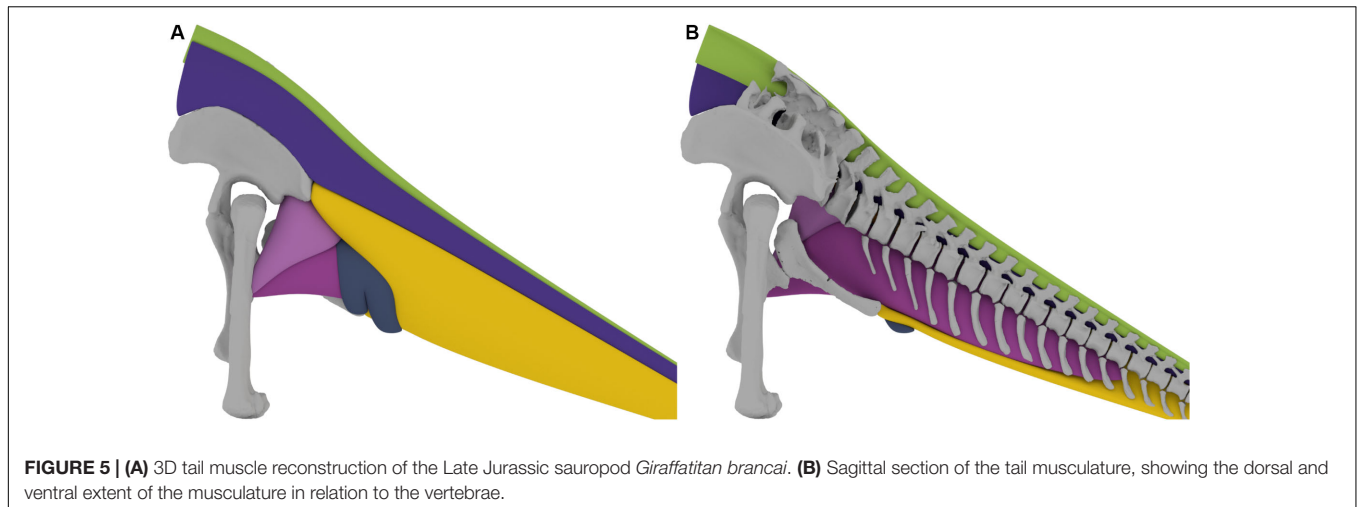 A
B
FIGURE 5 | (A) 3D tail muscle reconstruction of the Late Jurassic sauropod Giraffatitan brancai. (B) Sagittal section of the tail musculature, showing the dorsal and
ventral extent of the musculature in relation to the vertebrae.